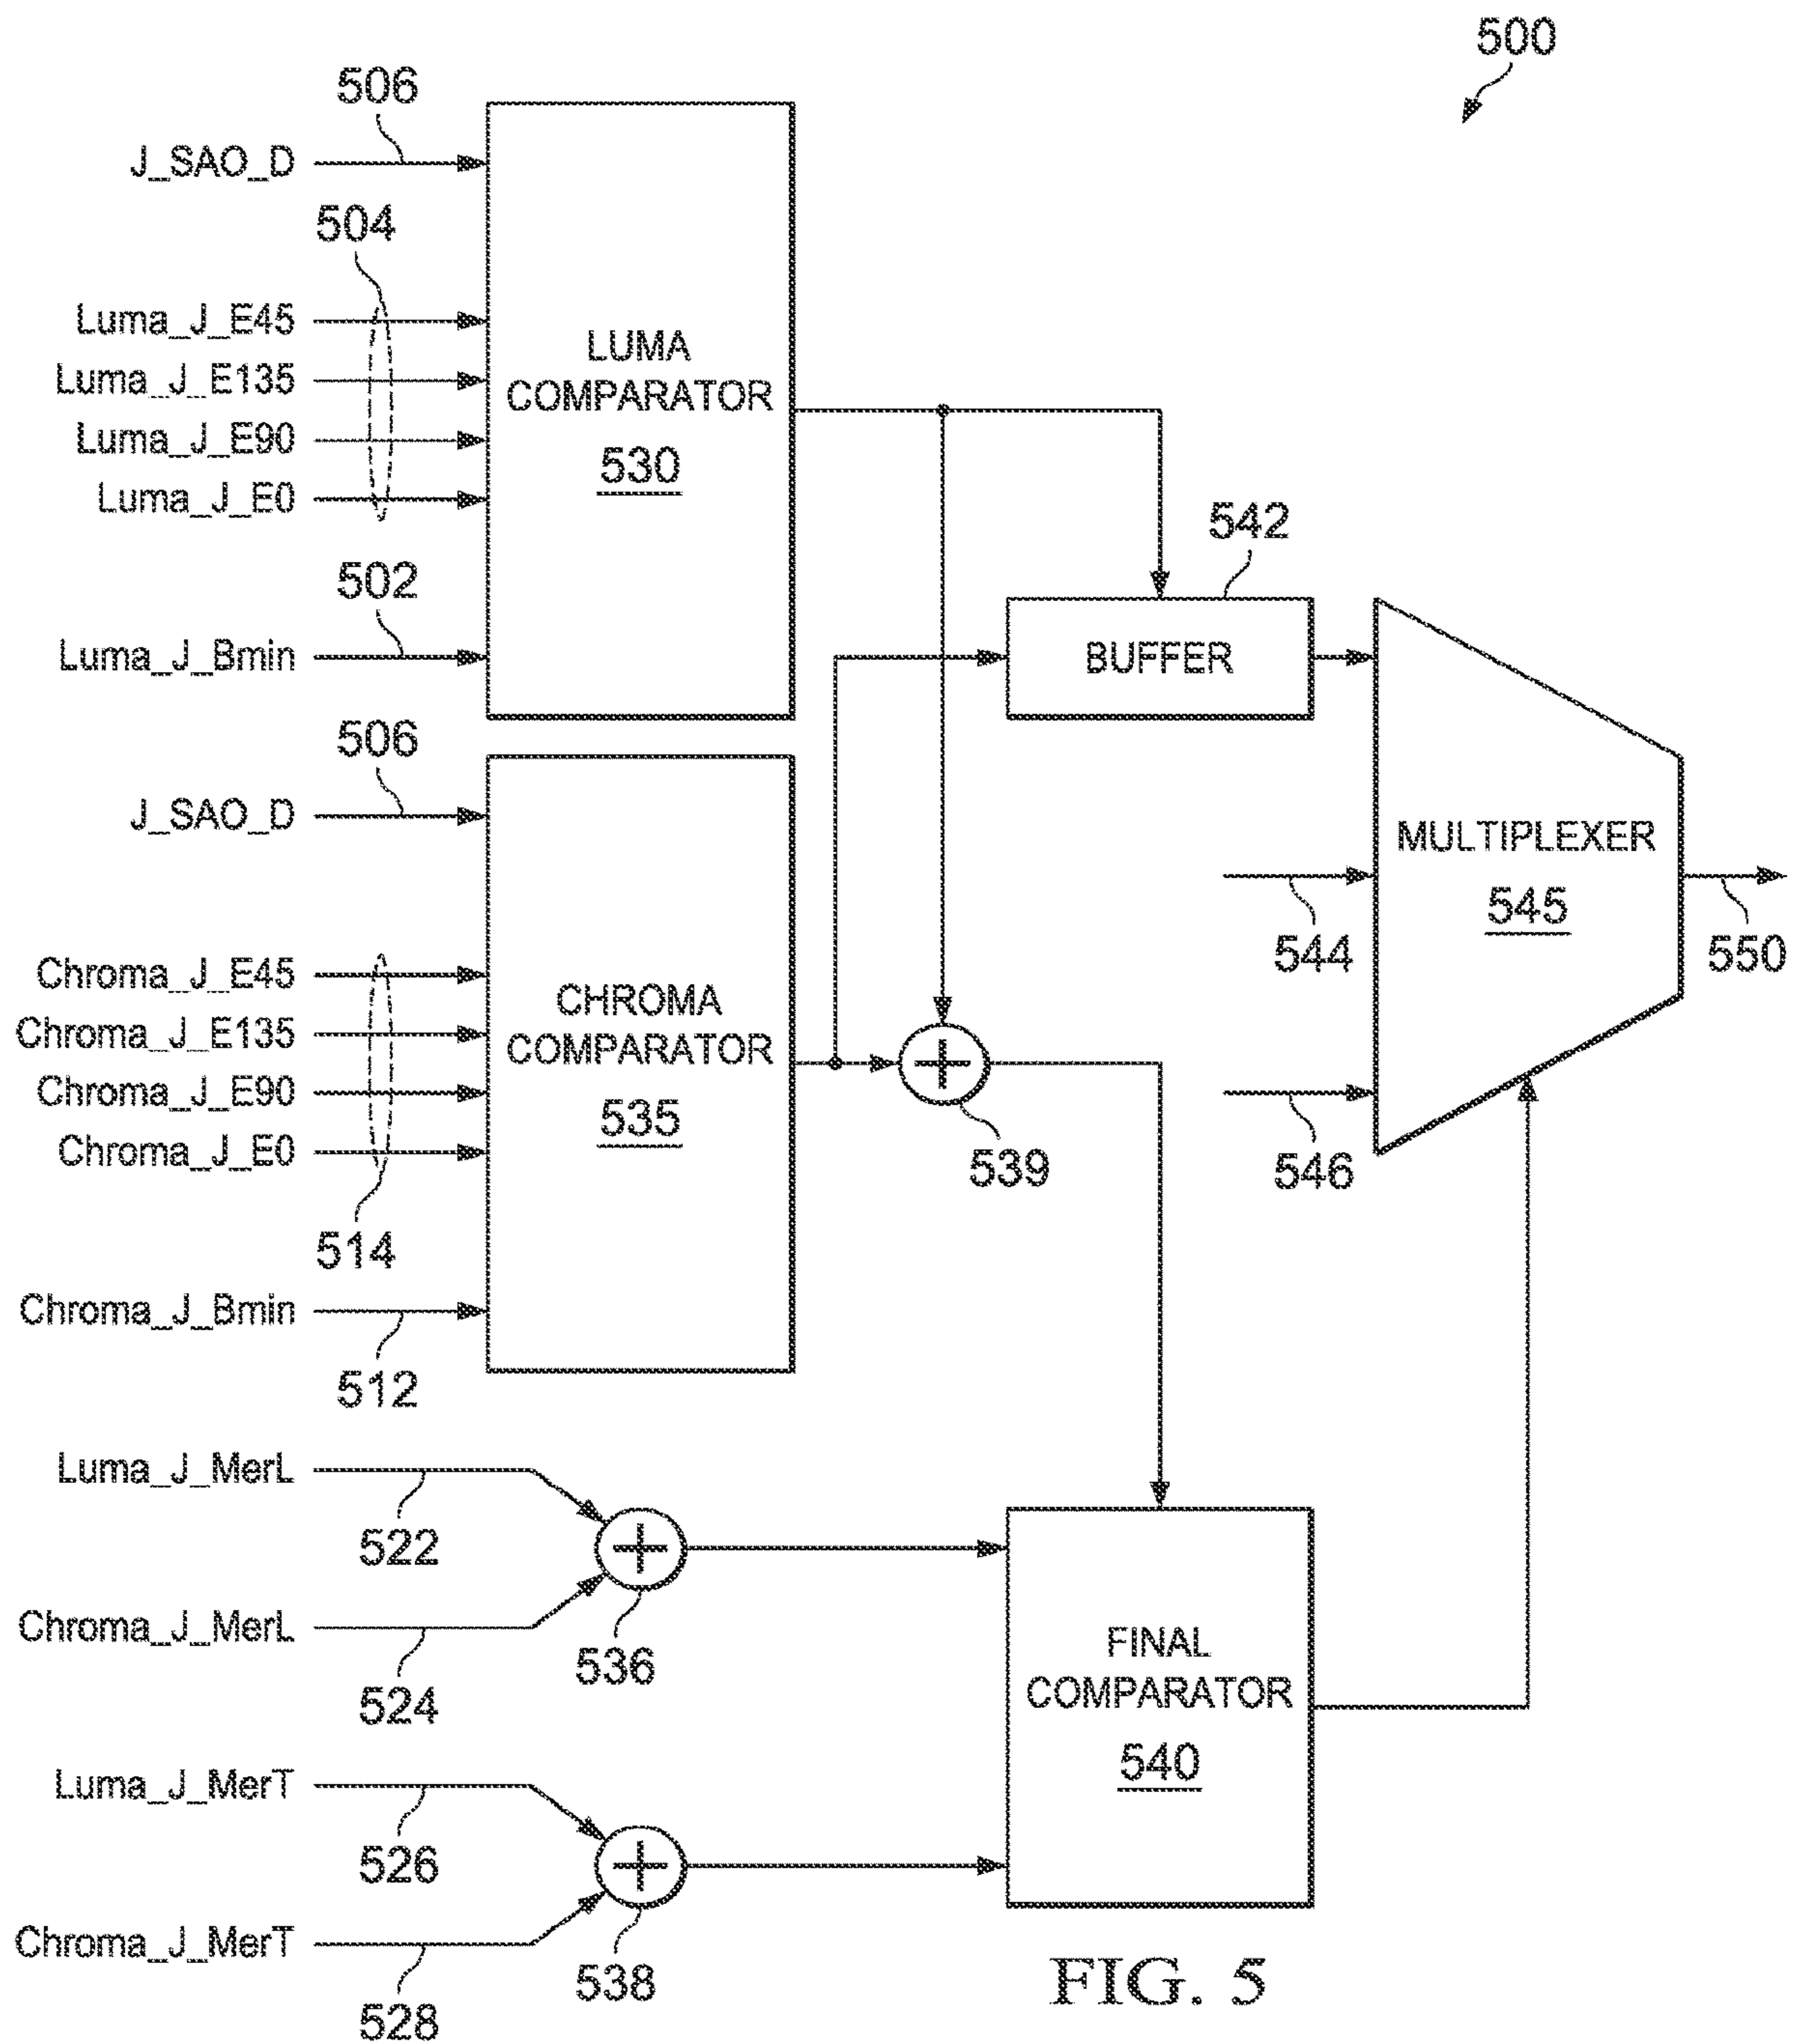 500
506
J_SAO_D
504
Luma_J_E45
Luma_J_E135
Luma_J_E90
Luma_J_E0
502
Luma_J_Bmin
LUMA
COMPARATOR
530
542
BUFFER
506
J_SAO_D
Chroma_J_E45
Chroma_J_E135
Chroma_J_E90
Chroma_J_E0
514
Chroma_J_Bmin
512
CHROMA
COMPARATOR
535
539
MULTIPLEXER
545
544
546
550
Luma_J_MerL
522
Chroma_J_MerL
524
536
Luma_J_MerT
526
Chroma_J_MerT
528
538
FINAL
COMPARATOR
540
FIG. 5